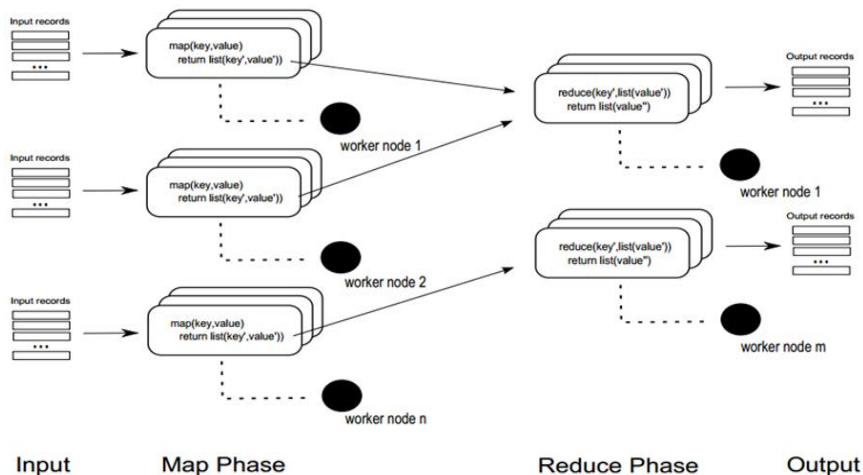 Input records
...
map(key,value)
return list(key',value'))
worker node 1
Input records
...
map(key,value)
return list(key',value'))
worker node 2
Input records
...
map(key,value)
return list(key',value'))
worker node n
reduce(key',list(value'))
return list(value'')
worker node 1
Output records
...
reduce(key',list(value'))
return list(value'')
worker node m
Output records
...
Input
Map Phase
Reduce Phase
Output